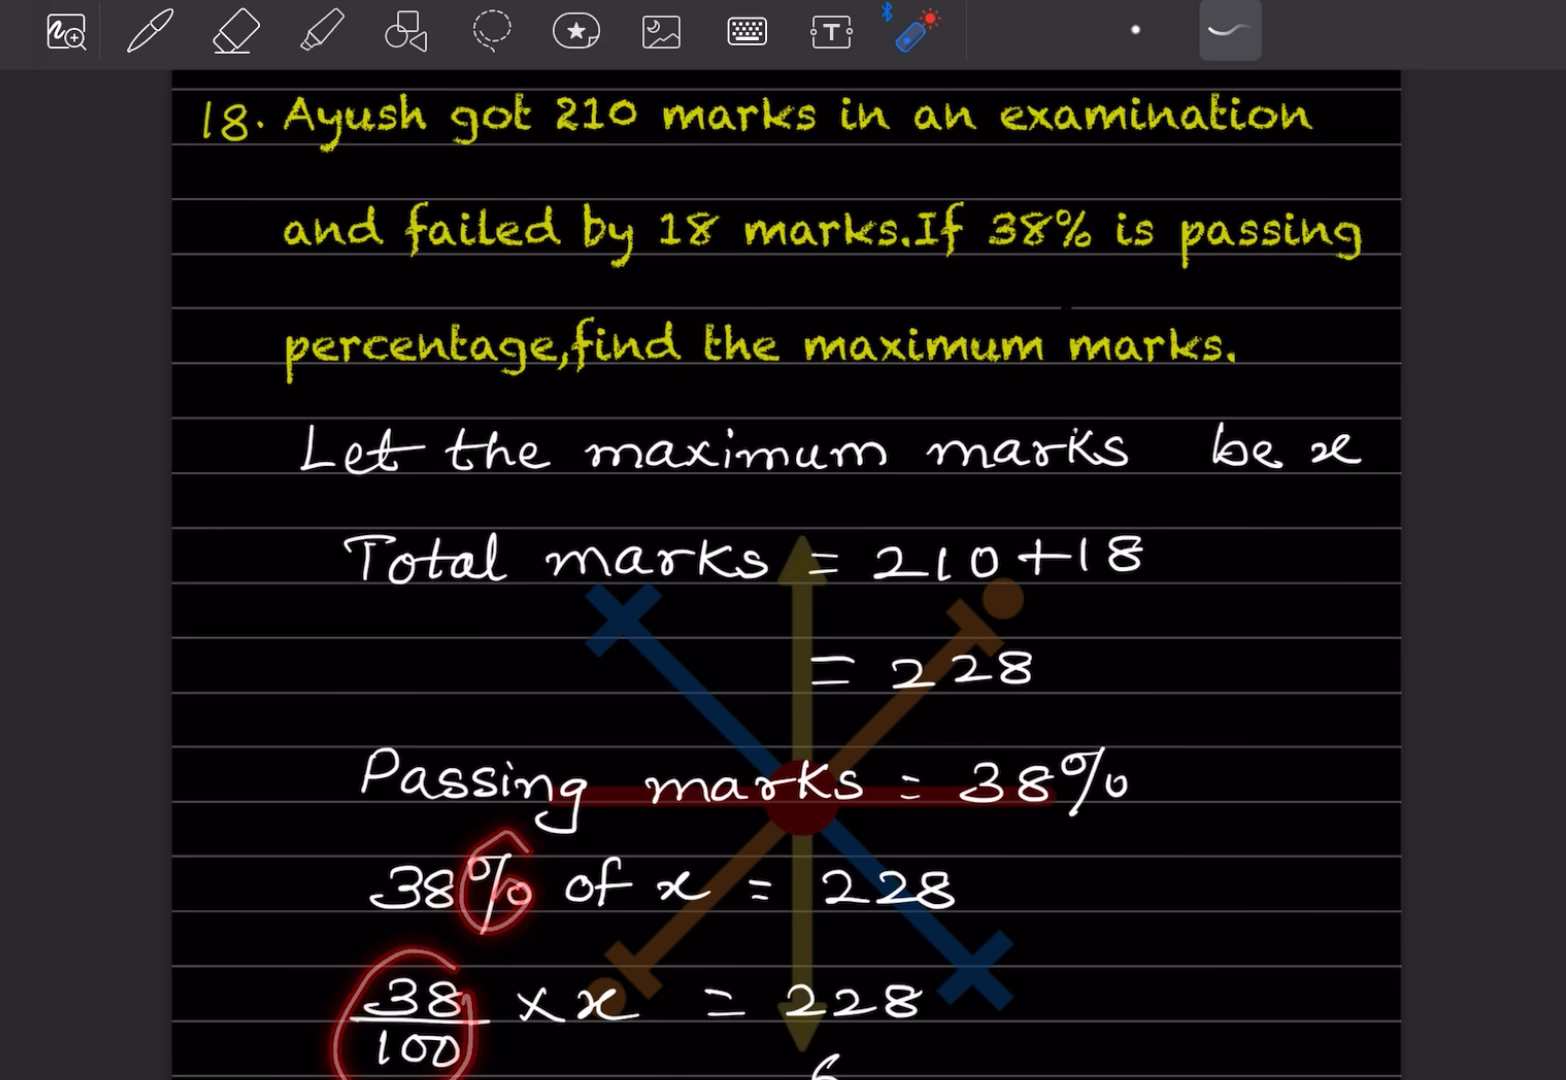 18. Ayush got 210 marks in an examination
and failed by 18 marks.If 38% is passing
percentage,find the maximum marks.
Let the maximum marks be x
Total marks = 210+18
= 228
Passing marks = 38%
38% of x = 228
38/100 × x = 228
6